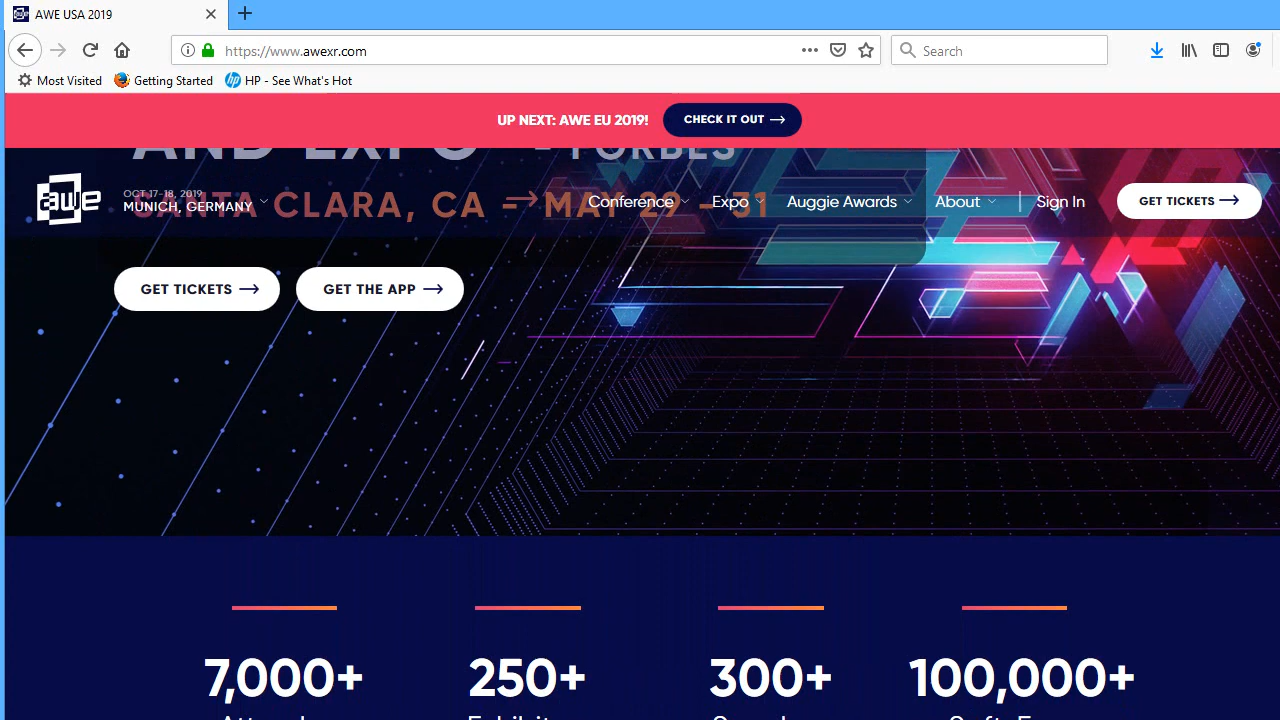 AWE USA 2019
https://www.awexr.com
Search
Most Visited
Getting Started
HP - See What's Hot
UP NEXT: AWE EU 2019!
CHECK IT OUT
AND EXPO - FORBES
SANTA CLARA, CA → MAY 29 - 31
awe
OCT 17-18, 2019
MUNICH, GERMANY
Conference
Expo
Auggie Awards
About
Sign In
GET TICKETS
GET TICKETS
GET THE APP
7,000+
250+
300+
100,000+